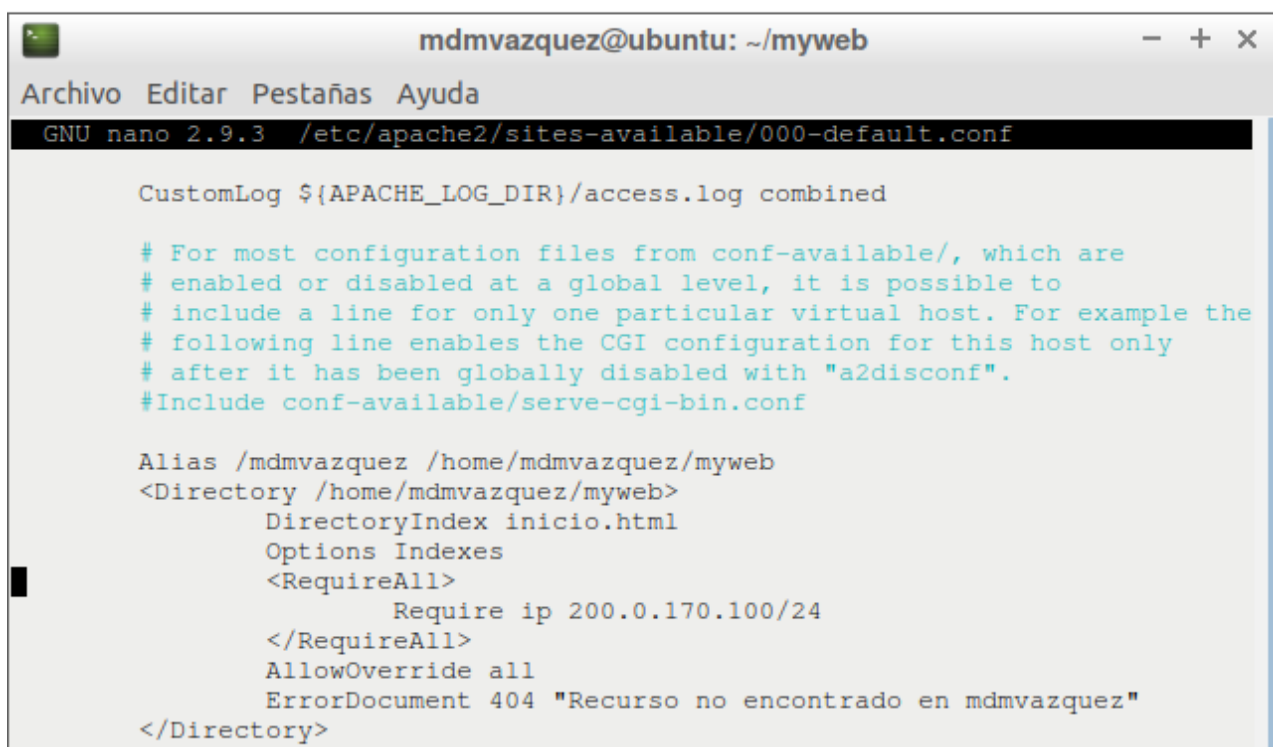 mdmvazquez@ubuntu: ~/myweb
Archivo Editar Pestañas Ayuda
GNU nano 2.9.3 /etc/apache2/sites-available/000-default.conf
CustomLog ${APACHE_LOG_DIR}/access.log combined
# For most configuration files from conf-available/, which are
# enabled or disabled at a global level, it is possible to
# include a line for only one particular virtual host. For example the
# following line enables the CGI configuration for this host only
# after it has been globally disabled with "a2disconf".
#Include conf-available/serve-cgi-bin.conf
Alias /mdmvazquez /home/mdmvazquez/myweb
<Directory /home/mdmvazquez/myweb>
DirectoryIndex inicio.html
Options Indexes
<RequireAll>
Require ip 200.0.170.100/24
</RequireAll>
AllowOverride all
ErrorDocument 404 "Recurso no encontrado en mdmvazquez"
</Directory>